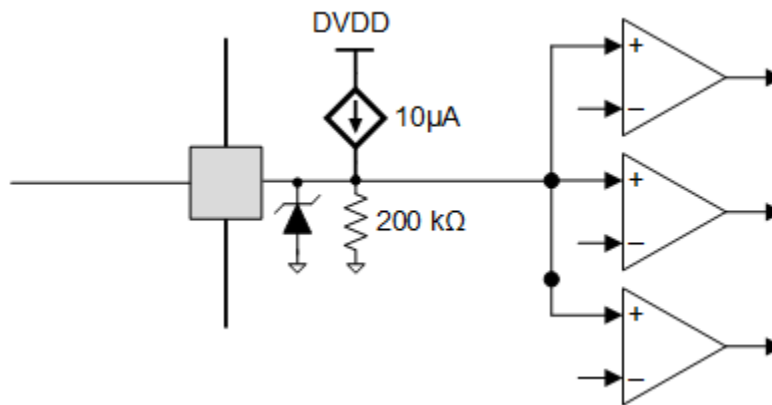 DVDD
10µA
200 kΩ
+
–
+
–
+
–